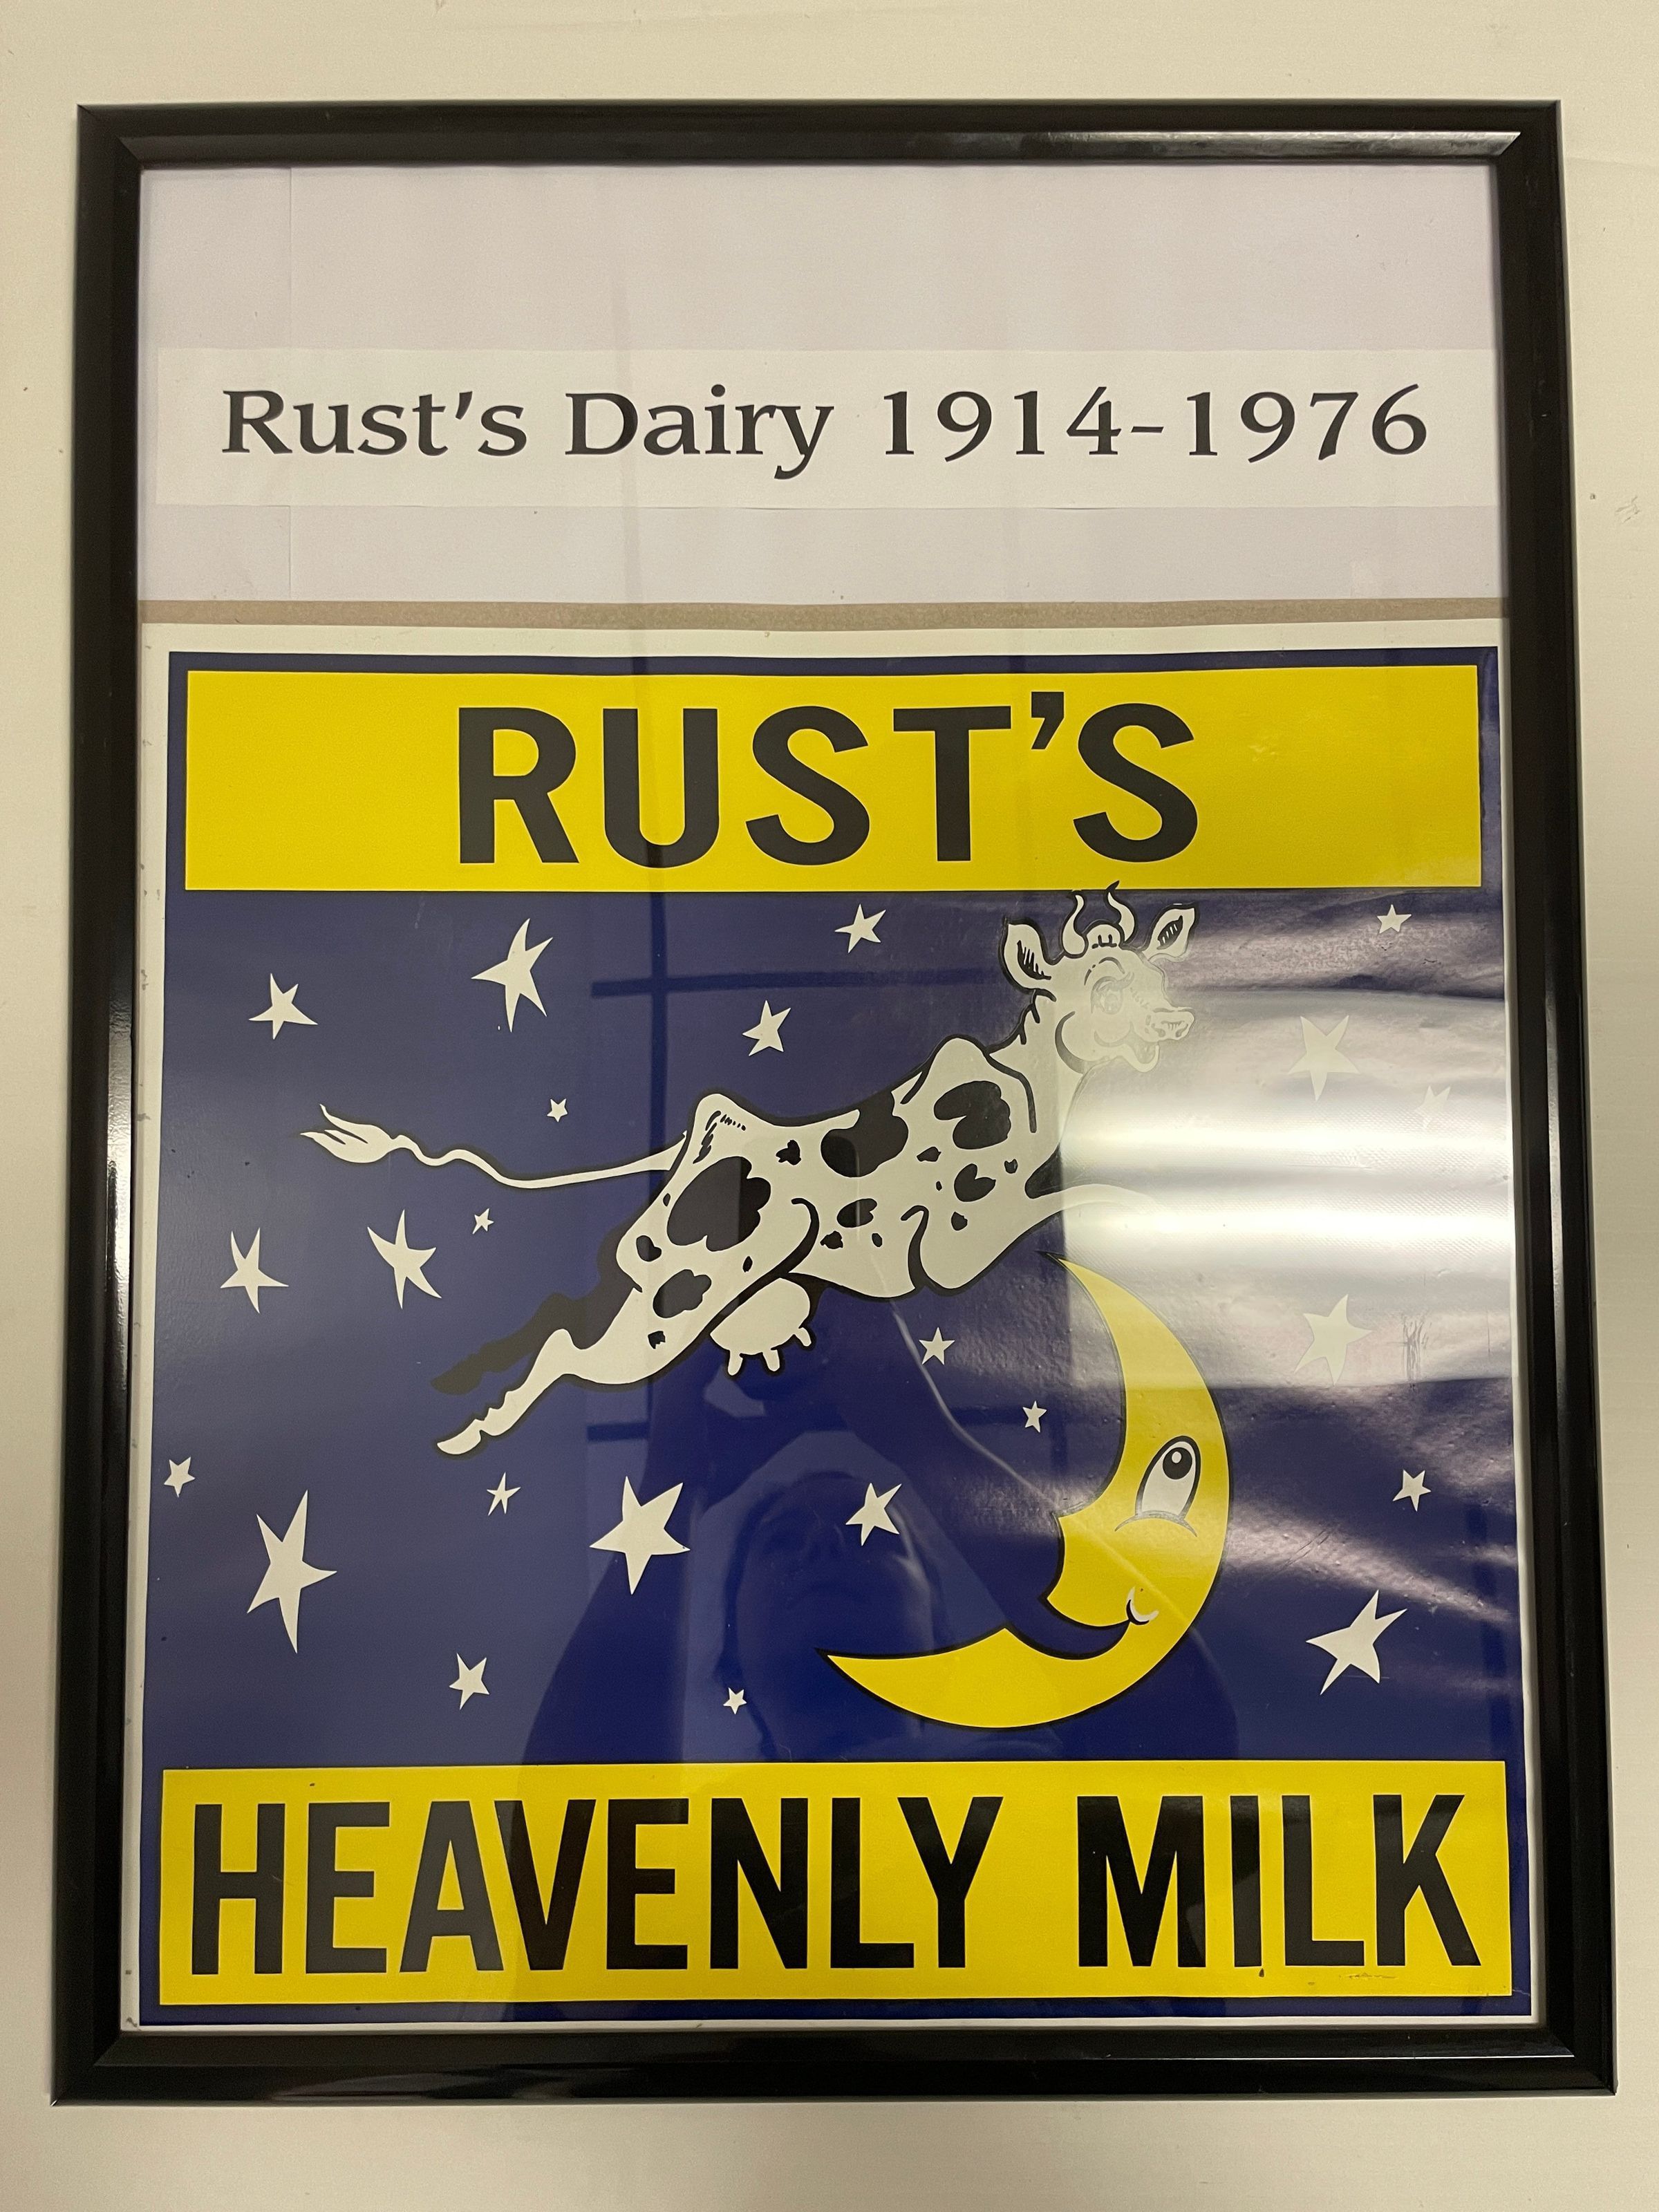 Rust's Dairy 1914-1976
RUST'S
HEAVENLY MILK